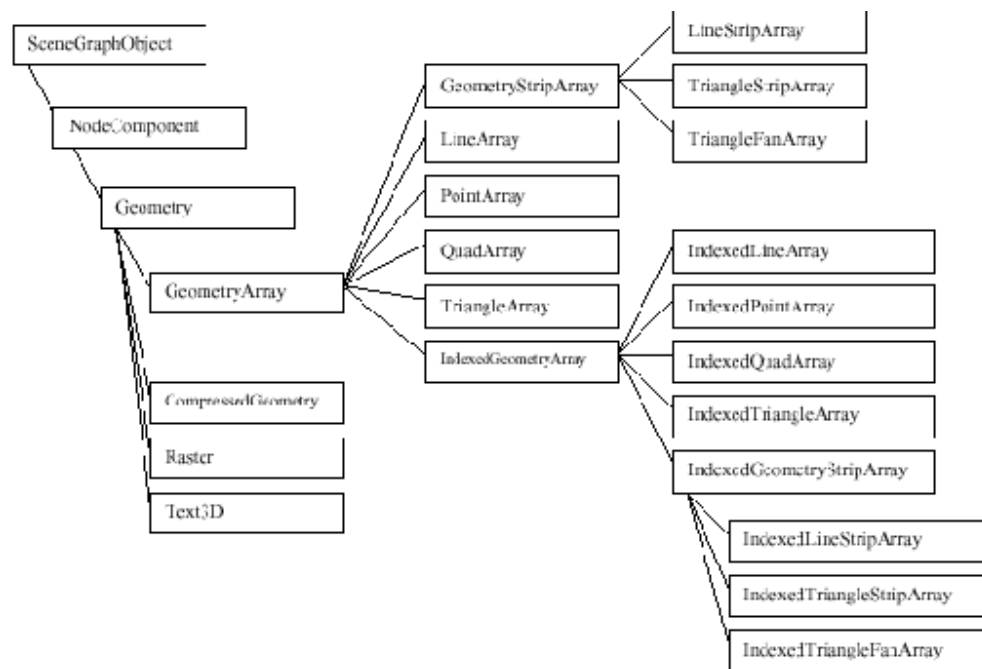 SceneGraphObject
NodeComponent
Geometry
GeometryArray
CompressedGeometry
Raster
Text3D
GeometryStripArray
LineArray
PointArray
QuadArray
TriangleArray
IndexedGeometryArray
LineStripArray
TriangleStripArray
TriangleFanArray
IndexedLineArray
IndexedPointArray
IndexedQuadArray
IndexedTriangleArray
IndexedGeometryStripArray
IndexedLineStripArray
IndexedTriangleStripArray
IndexedTriangleFanArray